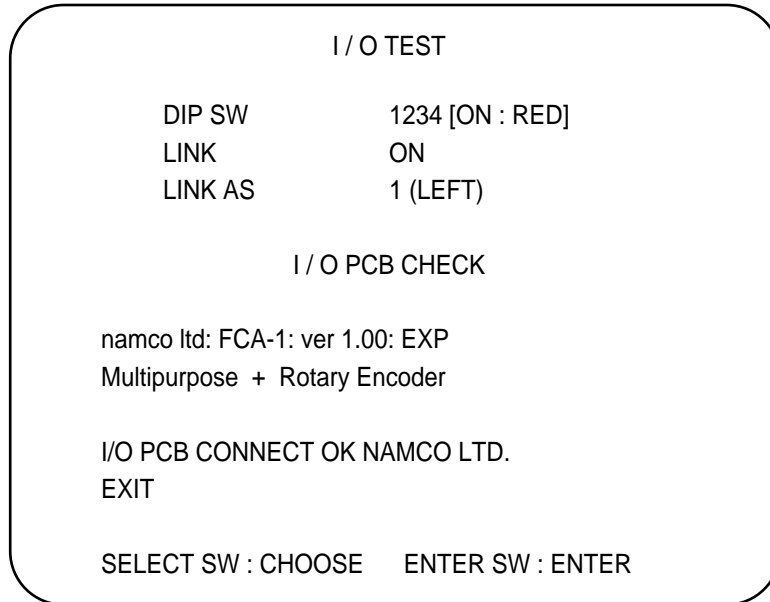 I / O TEST
DIP SW 1234 [ON : RED]
LINK ON
LINK AS 1 (LEFT)
I / O PCB CHECK
namco ltd: FCA-1: ver 1.00: EXP
Multipurpose + Rotary Encoder
I/O PCB CONNECT OK NAMCO LTD.
EXIT
SELECT SW : CHOOSE ENTER SW : ENTER